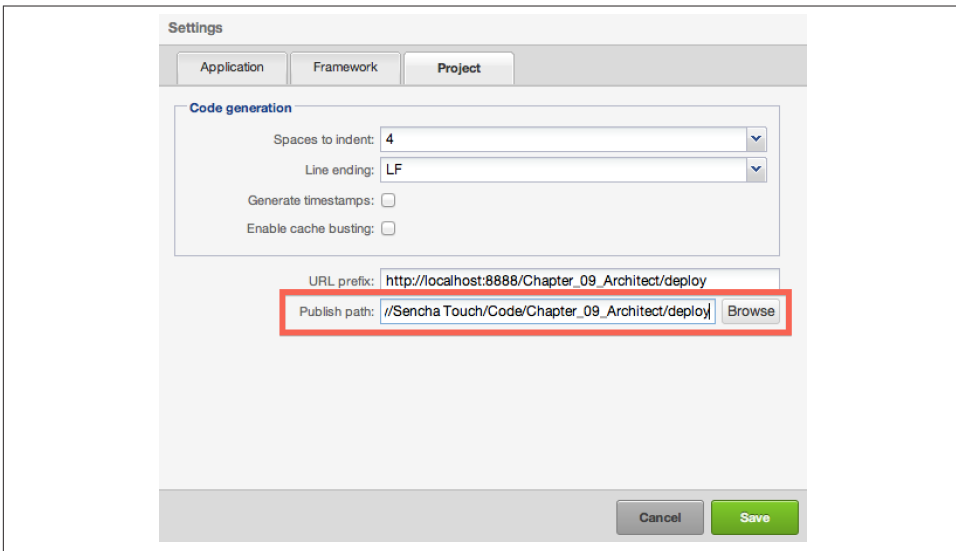 Settings
Application Framework Project
Code generation
Spaces to indent: 4
Line ending: LF
Generate timestamps:
Enable cache busting:
URL prefix: http://localhost:8888/Chapter_09_Architect/deploy
Publish path: //Sencha Touch/Code/Chapter_09_Architect/deploy Browse
Cancel Save